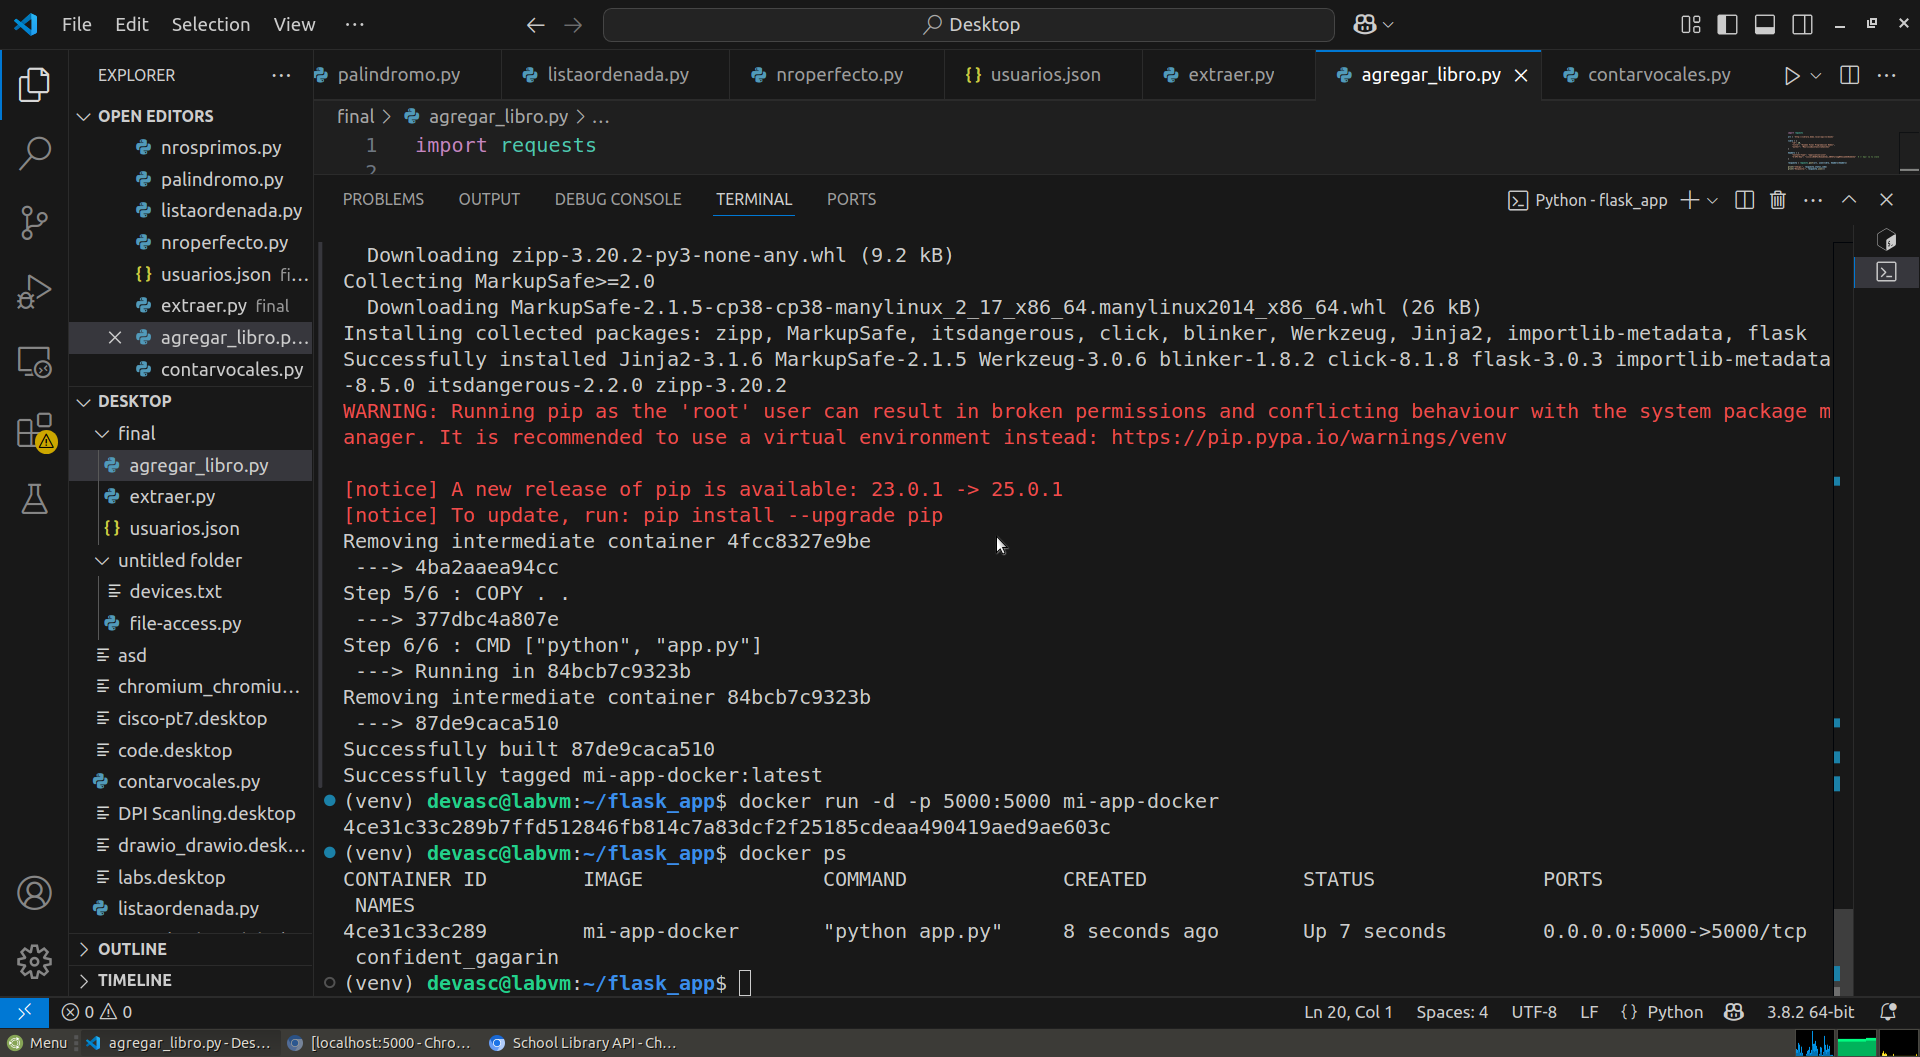 File Edit Selection View ···
Desktop
EXPLORER ···
OPEN EDITORS
nrosprimos.py
palindromo.py
listaordenada.py
nroperfecto.py
{} usuarios.json fi...
extraer.py final
agregar_libro.p...
contarvocales.py
DESKTOP
final
agregar_libro.py
extraer.py
{} usuarios.json
untitled folder
devices.txt
file-access.py
asd
chromium_chromiu...
cisco-pt7.desktop
code.desktop
contarvocales.py
DPI Scanling.desktop
drawio_drawio.desk...
labs.desktop
listaordenada.py
OUTLINE
TIMELINE
palindromo.py listaordenada.py nroperfecto.py {} usuarios.json extraer.py agregar_libro.py contarvocales.py
final > agregar_libro.py > ...
1 import requests
2
PROBLEMS OUTPUT DEBUG CONSOLE TERMINAL PORTS
Python - flask_app
Downloading zipp-3.20.2-py3-none-any.whl (9.2 kB)
Collecting MarkupSafe>=2.0
Downloading MarkupSafe-2.1.5-cp38-cp38-manylinux_2_17_x86_64.manylinux2014_x86_64.whl (26 kB)
Installing collected packages: zipp, MarkupSafe, itsdangerous, click, blinker, Werkzeug, Jinja2, importlib-metadata, flask
Successfully installed Jinja2-3.1.6 MarkupSafe-2.1.5 Werkzeug-3.0.6 blinker-1.8.2 click-8.1.8 flask-3.0.3 importlib-metadata
-8.5.0 itsdangerous-2.2.0 zipp-3.20.2
WARNING: Running pip as the 'root' user can result in broken permissions and conflicting behaviour with the system package m
anager. It is recommended to use a virtual environment instead: https://pip.pypa.io/warnings/venv
[notice] A new release of pip is available: 23.0.1 -> 25.0.1
[notice] To update, run: pip install --upgrade pip
Removing intermediate container 4fcc8327e9be
---> 4ba2aaea94cc
Step 5/6 : COPY . .
---> 377dbc4a807e
Step 6/6 : CMD ["python", "app.py"]
---> Running in 84bcb7c9323b
Removing intermediate container 84bcb7c9323b
---> 87de9caca510
Successfully built 87de9caca510
Successfully tagged mi-app-docker:latest
(venv) devasc@labvm:~/flask_app$ docker run -d -p 5000:5000 mi-app-docker
4ce31c33c289b7ffd512846fb814c7a83dcf2f25185cdeaa490419aed9ae603c
(venv) devasc@labvm:~/flask_app$ docker ps
CONTAINER ID IMAGE COMMAND CREATED STATUS PORTS
NAMES
4ce31c33c289 mi-app-docker "python app.py" 8 seconds ago Up 7 seconds 0.0.0.0:5000->5000/tcp
confident_gagarin
(venv) devasc@labvm:~/flask_app$
0 0 Ln 20, Col 1 Spaces: 4 UTF-8 LF {} Python 3.8.2 64-bit
Menu agregar_libro.py - Des... [localhost:5000 - Chro... School Library API - Ch...